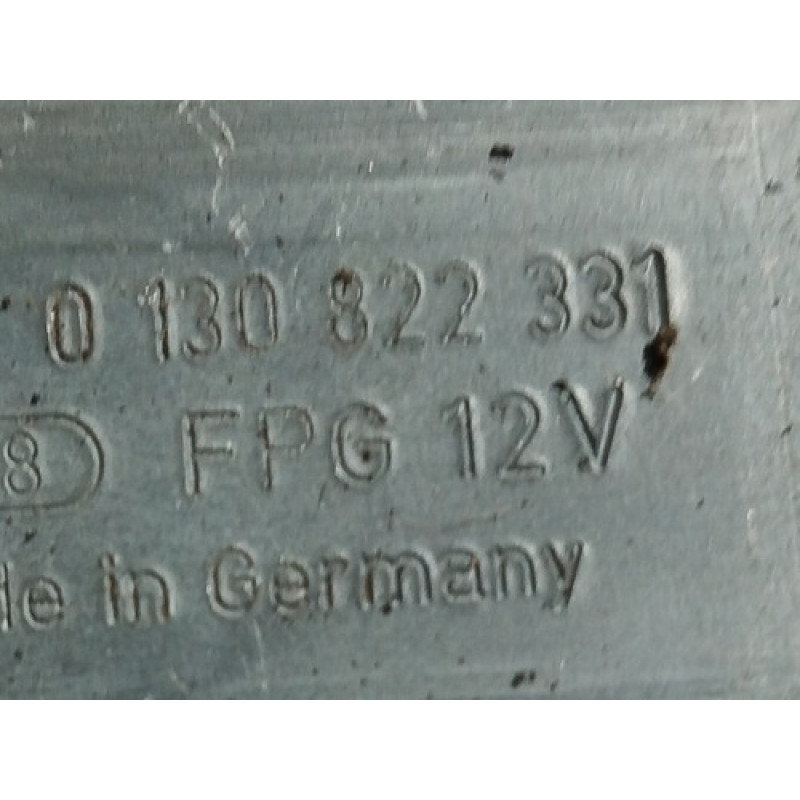 0 130 822 331
8 FPG 12V
de in Germany